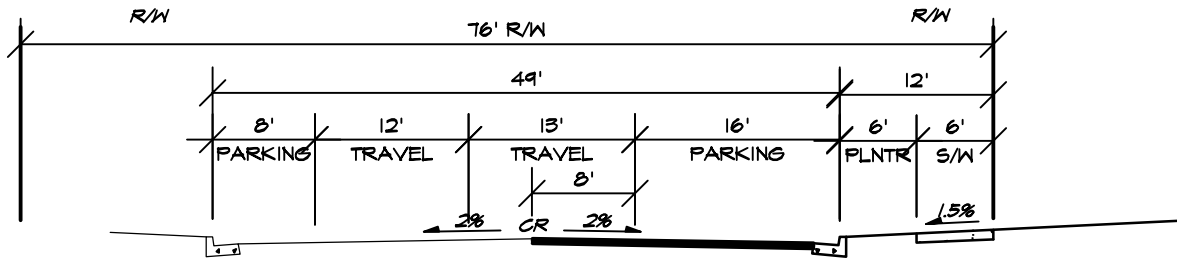 R/W R/W
76' R/W
49' 12'
8' 12' 13' 16' 6' 6'
PARKING TRAVEL TRAVEL PARKING PLNTR S/W
8'
2% CR 2% 1.5%